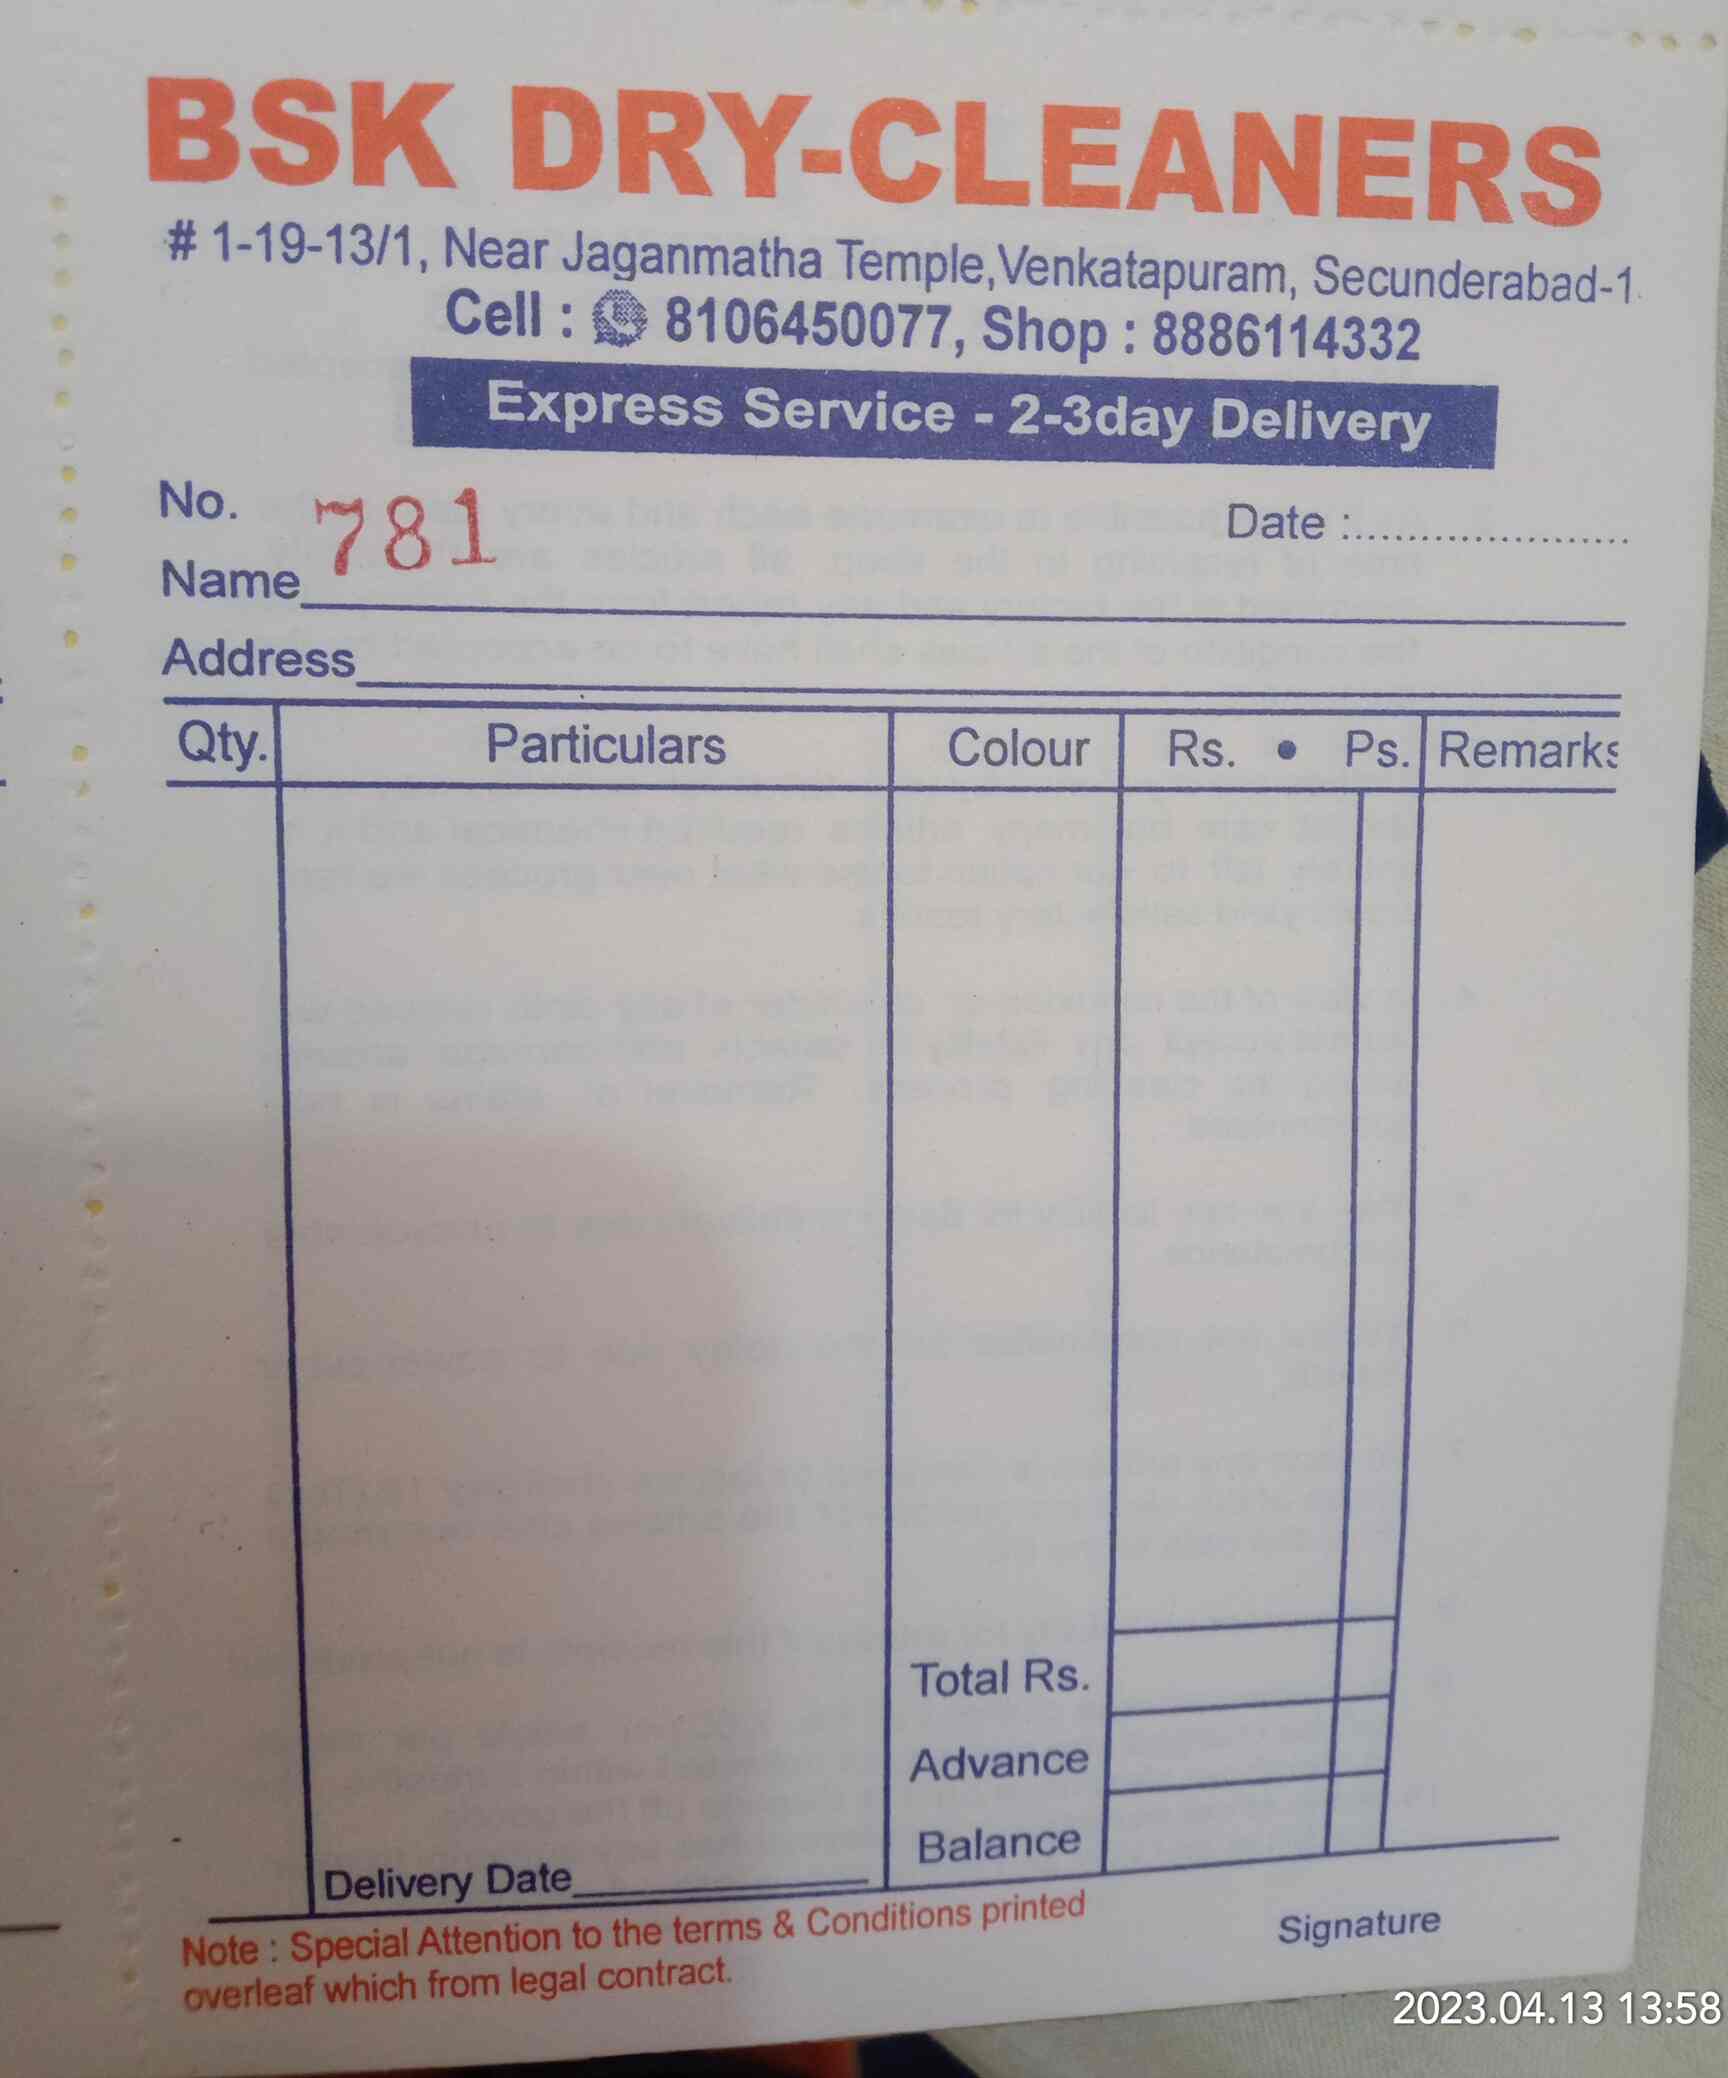 BSK DRY-CLEANERS
# 1-19-13/1, Near Jaganmatha Temple,Venkatapuram, Secunderabad-1.
Cell : 8106450077, Shop : 8886114332
Express Service - 2-3day Delivery
No. 781 Date :......................
Name
Address
Qty. Particulars Colour Rs. • Ps. Remarks
Total Rs.
Advance
Balance
Delivery Date
Note : Special Attention to the terms & Conditions printed
overleaf which from legal contract.
Signature
2023.04.13 13:58